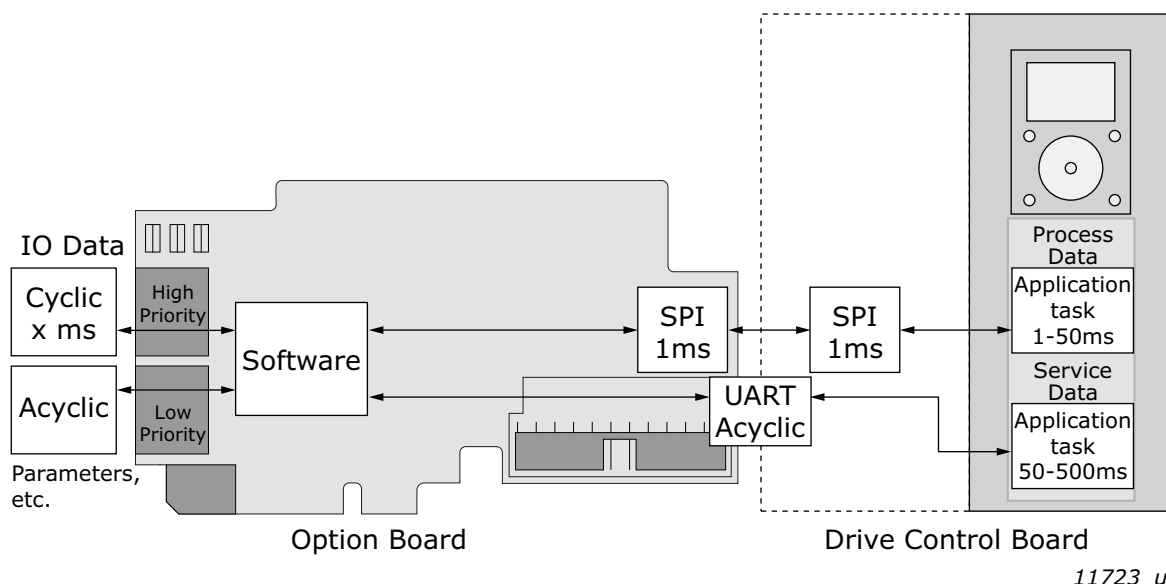 IO Data
Cyclic
x ms
High
Priority
Acyclic
Low
Priority
Parameters,
etc.
Software
SPI
1ms
UART
Acyclic
SPI
1ms
Process
Data
Application
task
1-50ms
Service
Data
Application
task
50-500ms
Option Board
Drive Control Board
11723_u